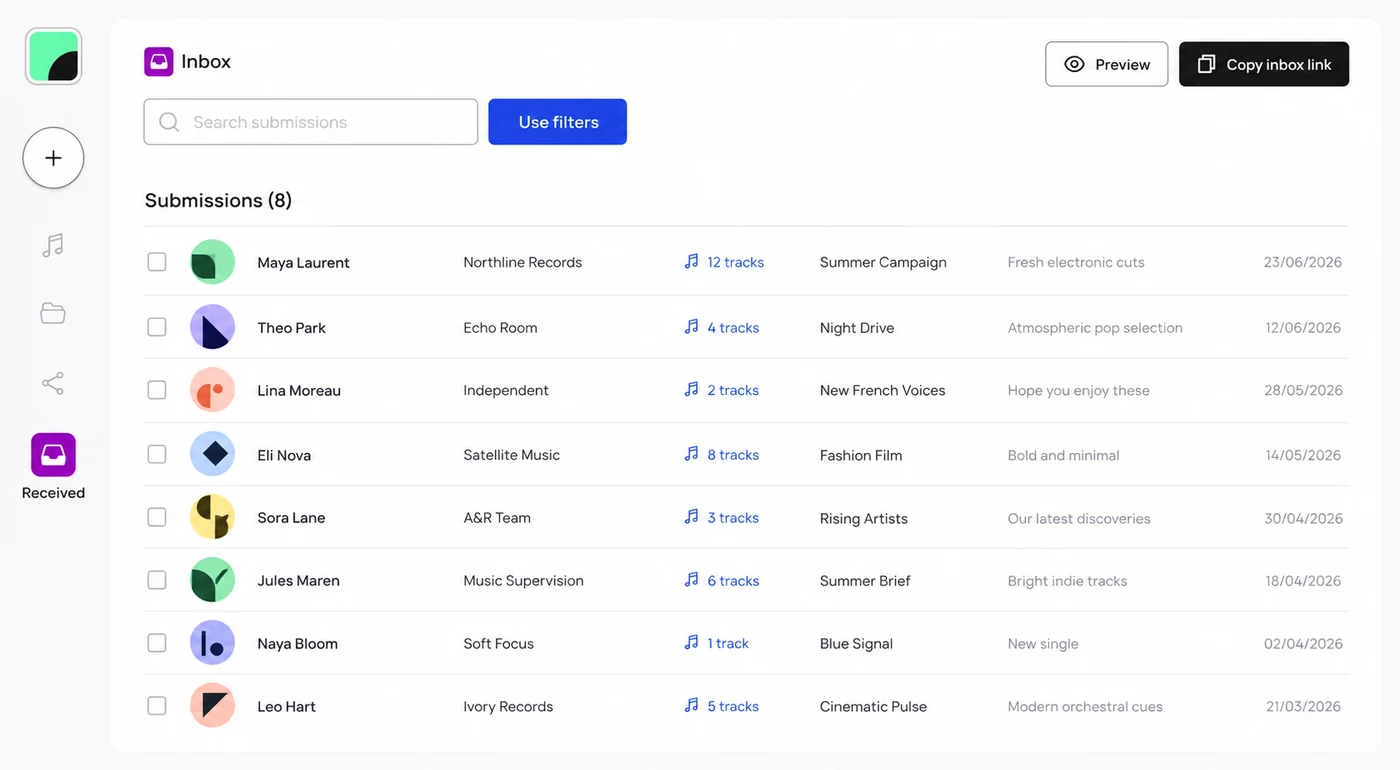 Inbox
Preview
Copy inbox link
Search submissions
Use filters
Submissions (8)
Maya Laurent Northline Records 12 tracks Summer Campaign Fresh electronic cuts 23/06/2026
Theo Park Echo Room 4 tracks Night Drive Atmospheric pop selection 12/06/2026
Lina Moreau Independent 2 tracks New French Voices Hope you enjoy these 28/05/2026
Eli Nova Satellite Music 8 tracks Fashion Film Bold and minimal 14/05/2026
Received
Sora Lane A&R Team 3 tracks Rising Artists Our latest discoveries 30/04/2026
Jules Maren Music Supervision 6 tracks Summer Brief Bright indie tracks 18/04/2026
Naya Bloom Soft Focus 1 track Blue Signal New single 02/04/2026
Leo Hart Ivory Records 5 tracks Cinematic Pulse Modern orchestral cues 21/03/2026